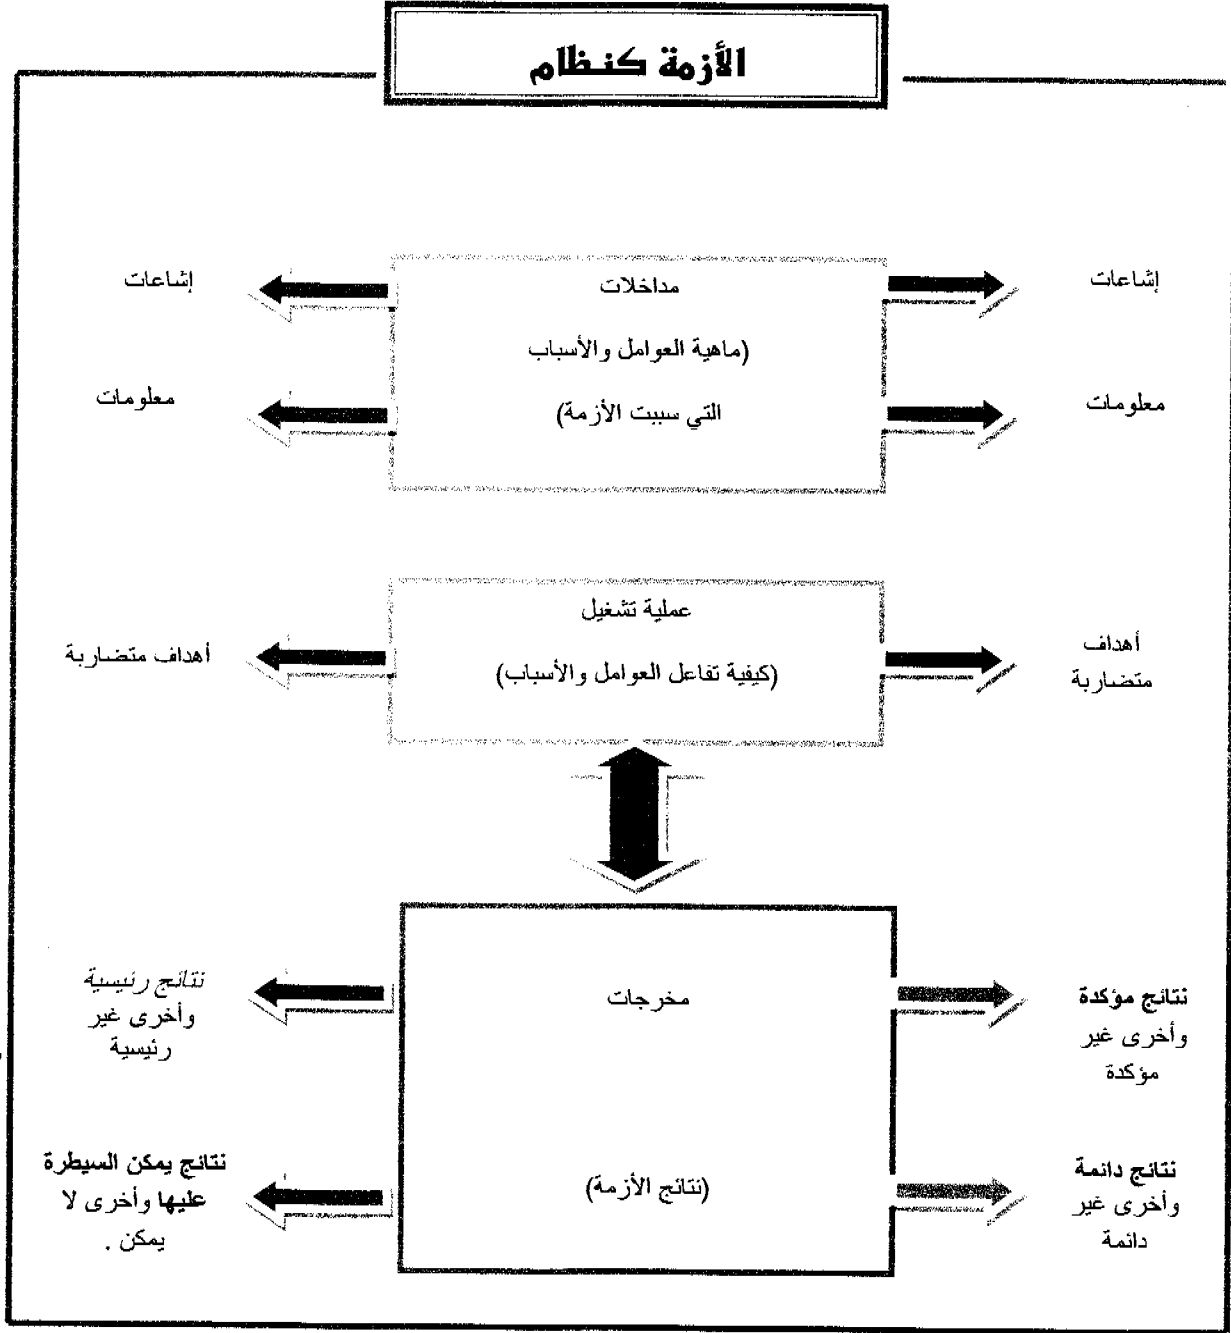 الأزمة كنظام
إشاعات
مداخلات
إشاعات
(ماهية العوامل والأسباب
معلومات
التي سببت الأزمة)
معلومات
عملية تشغيل
أهداف
متضاربة
(كيفية تفاعل العوامل والأسباب)
أهداف متضاربة
نتائج مؤكدة
وأخرى غير
مؤكدة
مخرجات
نتائج رئيسية
وأخرى غير
رئيسية
نتائج دائمة
وأخرى غير
دائمة
(نتائج الأزمة)
نتائج يمكن السيطرة
عليها وأخرى لا
يمكن .